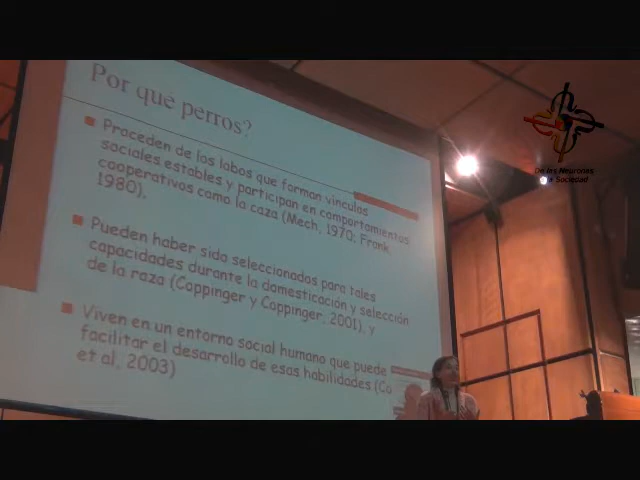 Por qué perros?
Proceden de los lobos que forman vínculos
sociales estables y participan en comportamientos
cooperativos como la caza (Mech, 1970; Frank
1980),
Pueden haber sido seleccionados para tales
capacidades durante la domesticación y selección
de la raza (Coppinger y Coppinger, 2001), y
Viven en un entorno social humano que puede
facilitar el desarrollo de esas habilidades (Co
et al, 2003)
De las Neuronas
Sociedad